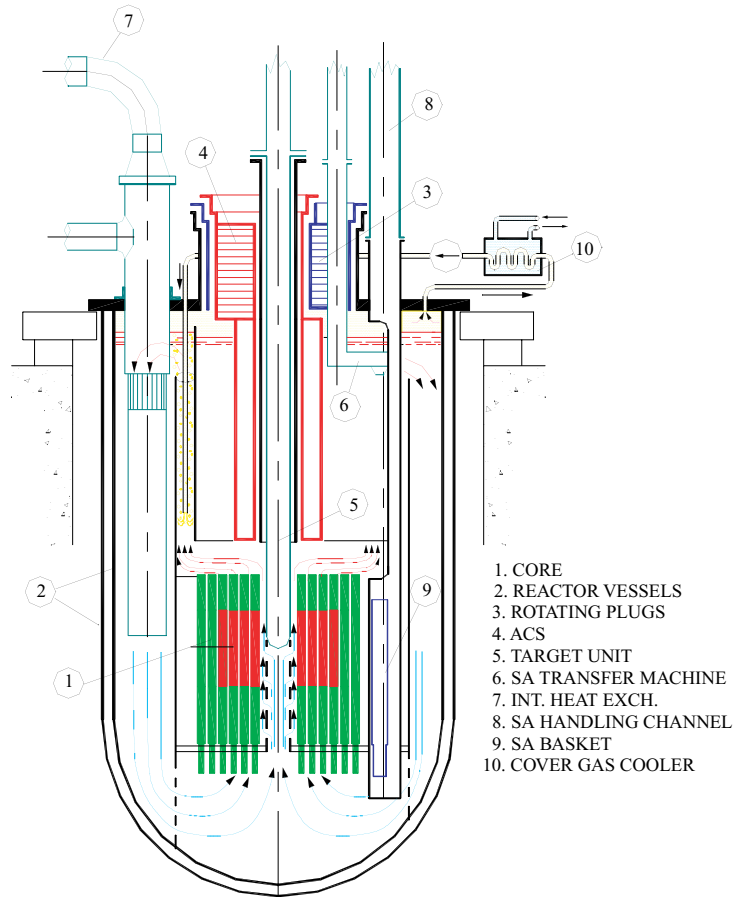 7
8
4
3
10
6
5
2
9
1
1. CORE
2. REACTOR VESSELS
3. ROTATING PLUGS
4. ACS
5. TARGET UNIT
6. SA TRANSFER MACHINE
7. INT. HEAT EXCH.
8. SA HANDLING CHANNEL
9. SA BASKET
10. COVER GAS COOLER